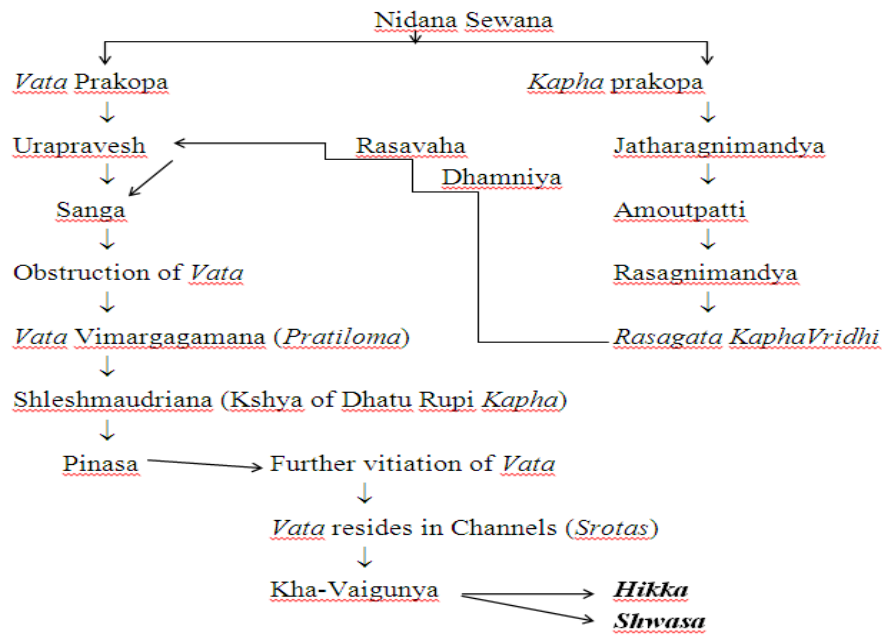 Nidana Sewana
Vata Prakopa
Kapha prakopa
Urapravesh
Rasavaha
Jatharagnimandya
Dhamniya
Sanga
Amoutpatti
Obstruction of Vata
Rasagnimandya
Vata Vimargagamana (Pratiloma)
Rasagata KaphaVridhi
Shleshmaudriana (Kshya of Dhatu Rupi Kapha)
Pinasa
Further vitiation of Vata
Vata resides in Channels (Srotas)
Kha-Vaigunya
Hikka
Shwasa